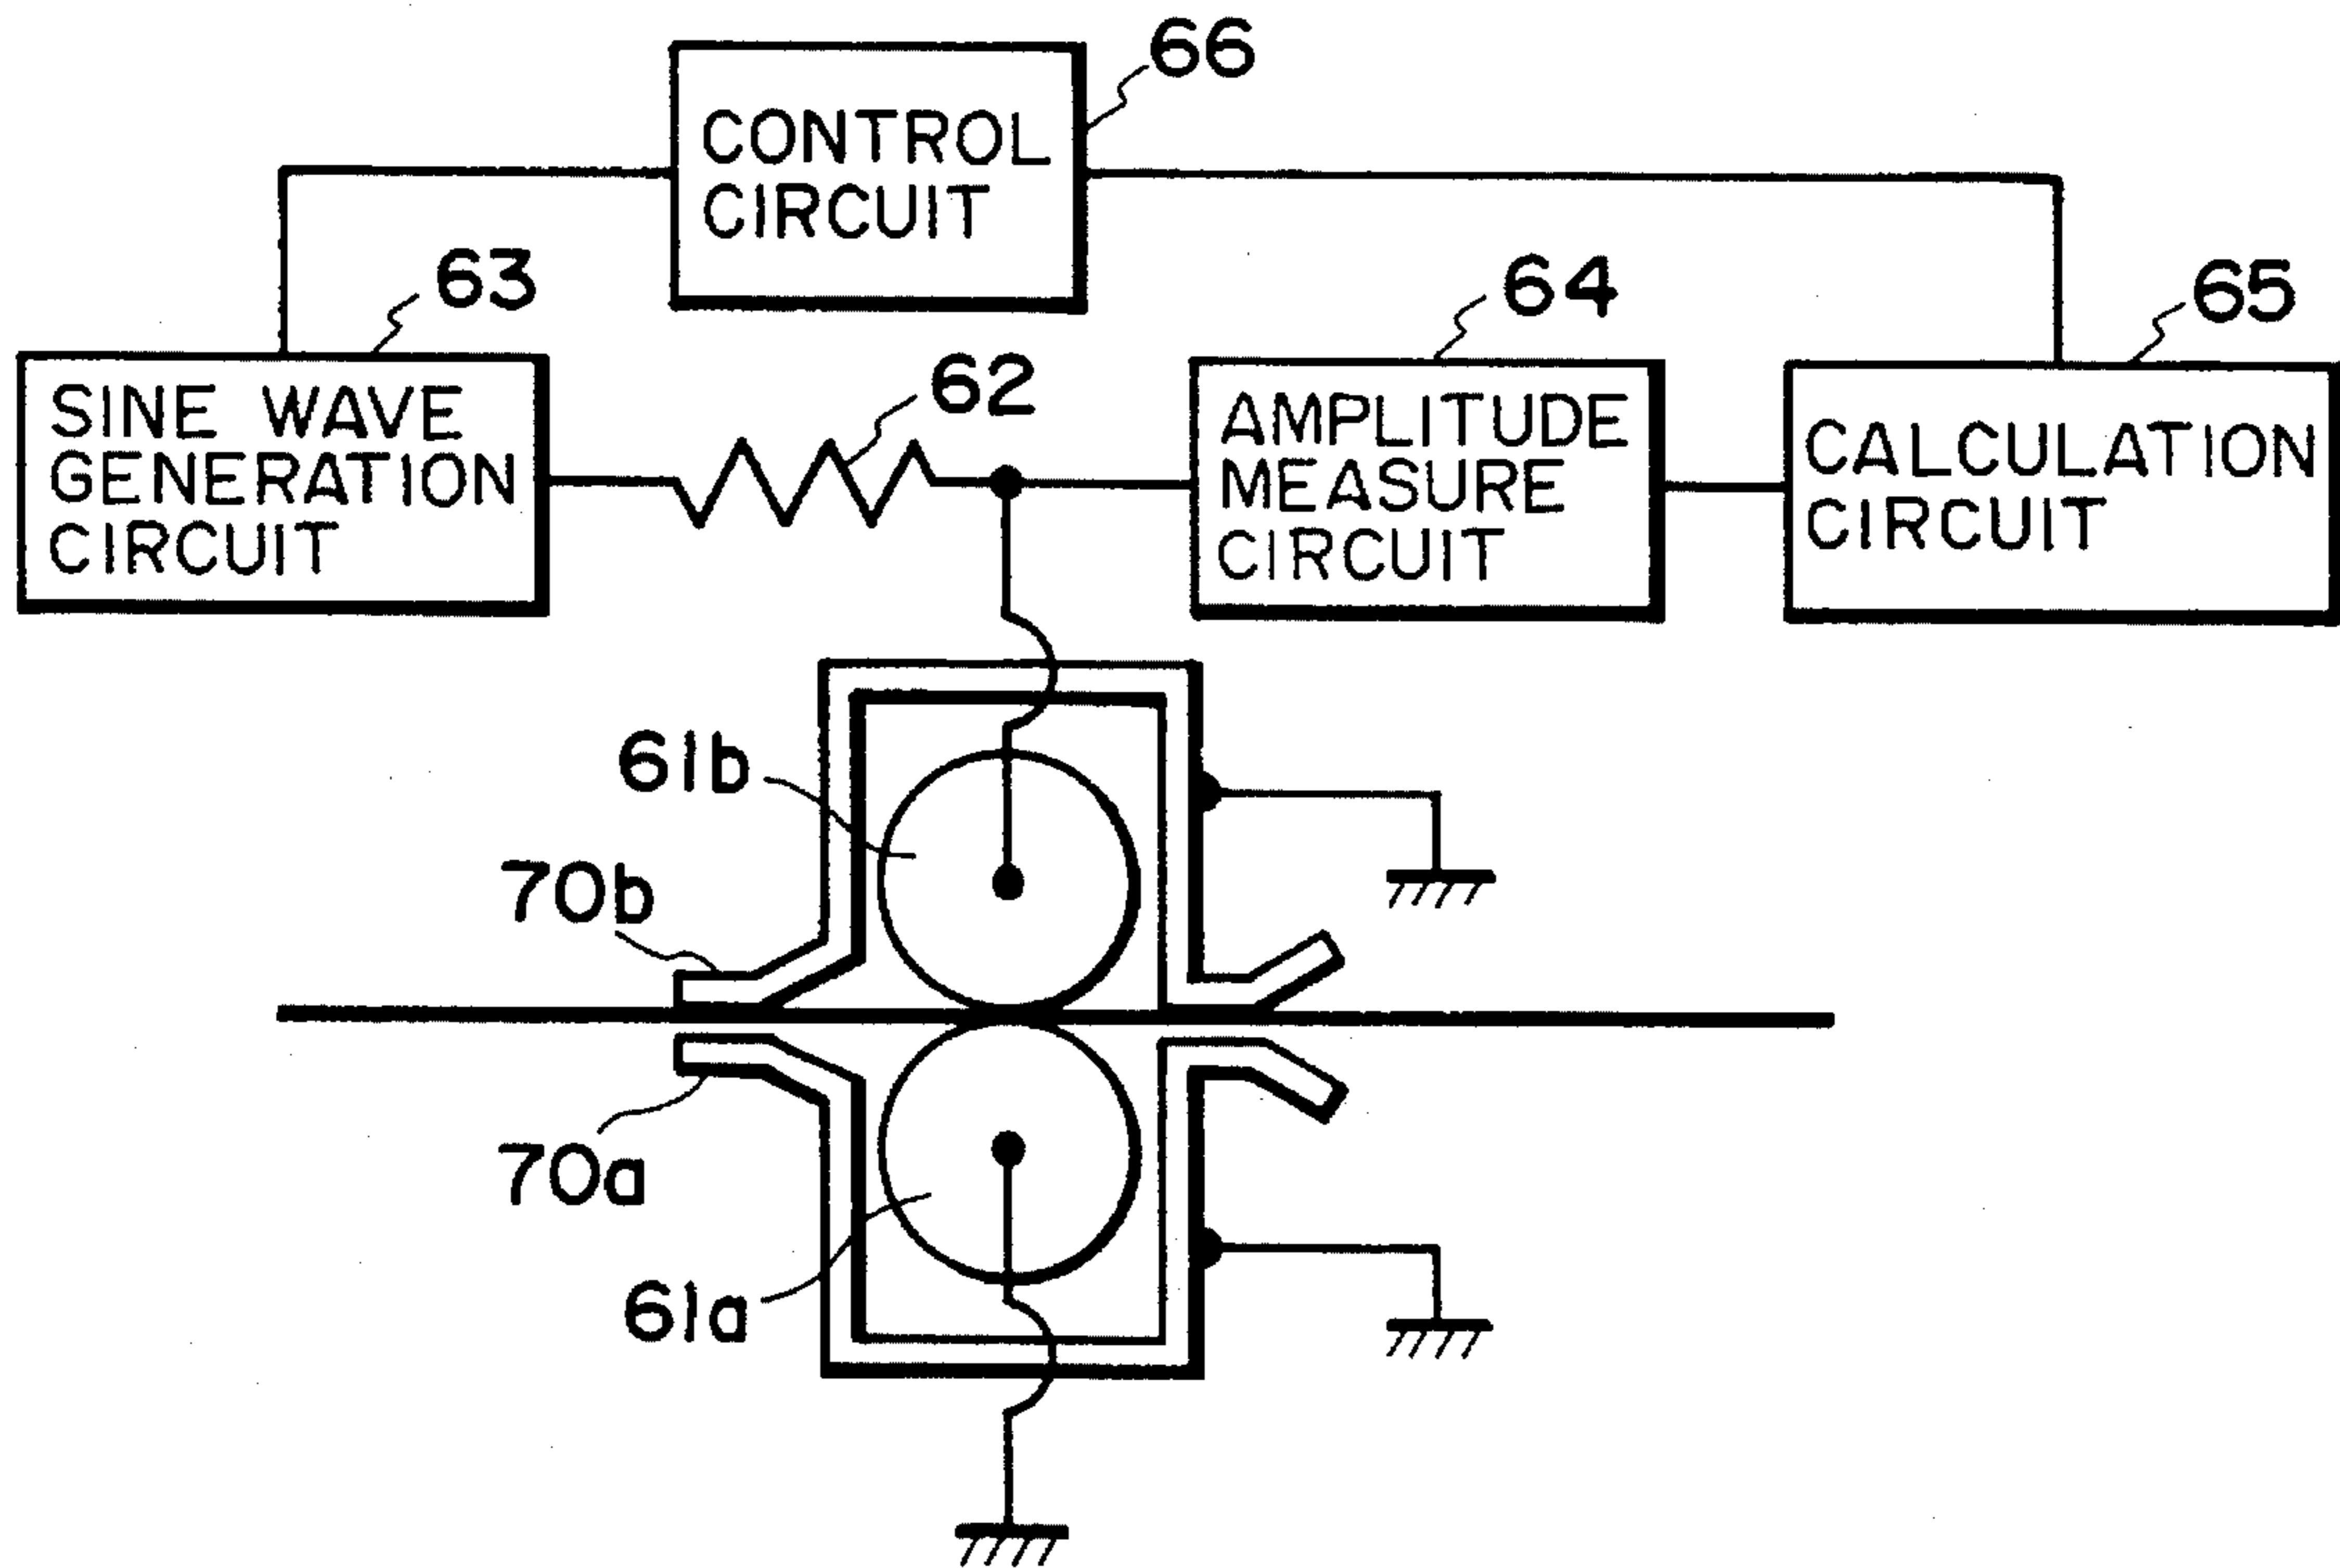 66
CONTROL
CIRCUIT
63
64
65
62
SINE WAVE
GENERATION
CIRCUIT
AMPLITUDE
MEASURE
CIRCUIT
CALCULATION
CIRCUIT
61b
70b
70a
61a